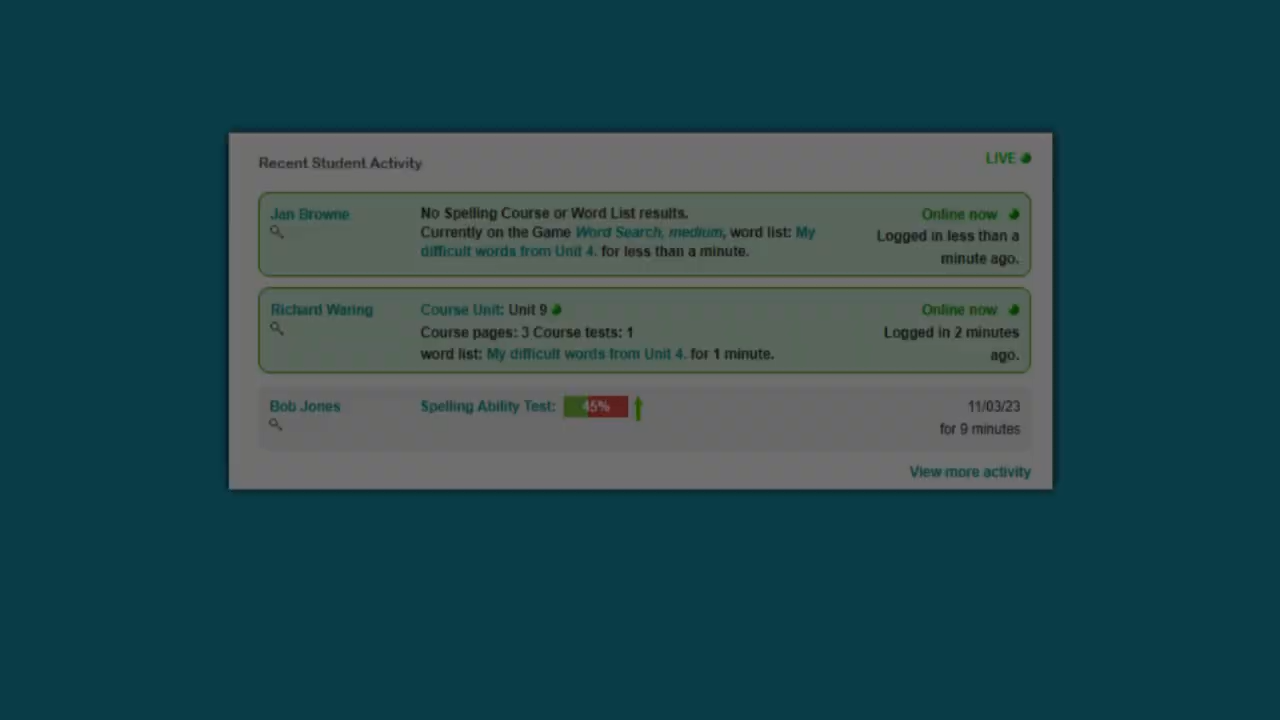 Recent Student Activity
LIVE
Jan Browne
No Spelling Course or Word List results.
Currently on the Game Word Search, medium, word list: My
difficult words from Unit 4. for less than a minute.
Online now
Logged in less than a
minute ago.
Richard Waring
Course Unit: Unit 9
Course pages: 3 Course tests: 1
word list: My difficult words from Unit 4. for 1 minute.
Online now
Logged in 2 minutes
ago.
Bob Jones
Spelling Ability Test: 45%
11/03/23
for 9 minutes
View more activity